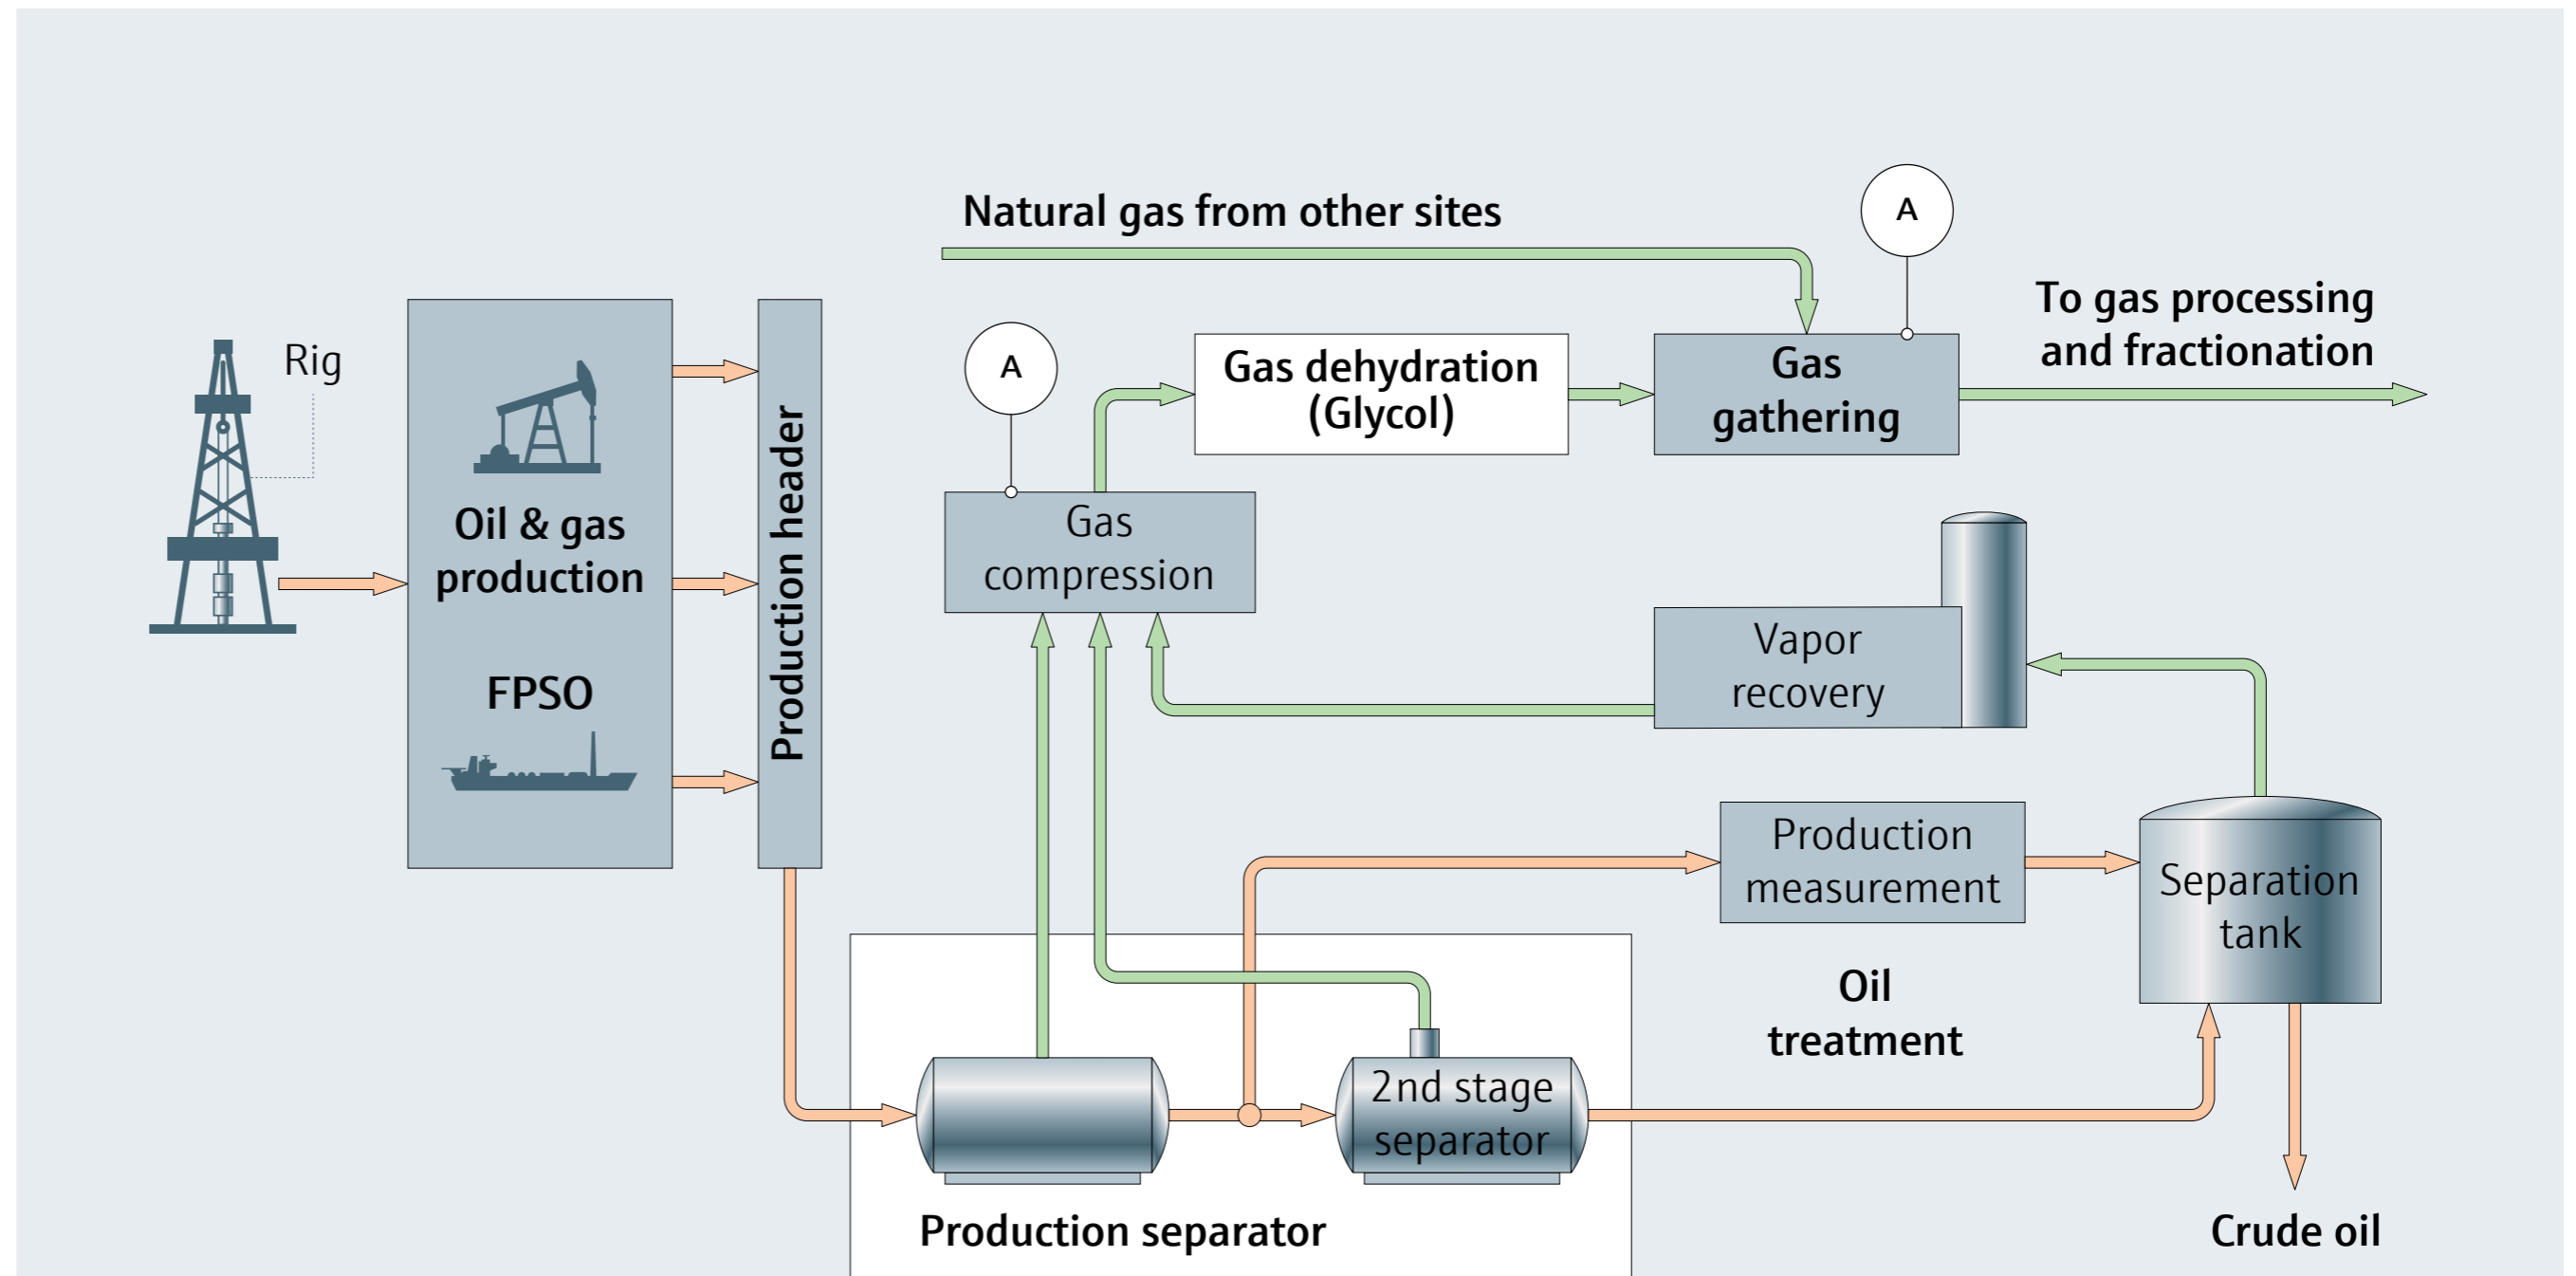 Natural gas from other sites
A
To gas processing
and fractionation
Rig
A
Gas dehydration
(Glycol)
Gas
gathering
Oil & gas
production
FPSO
Production header
Gas
compression
Vapor
recovery
Production
measurement
Separation
tank
Oil
treatment
2nd stage
separator
Production separator
Crude oil